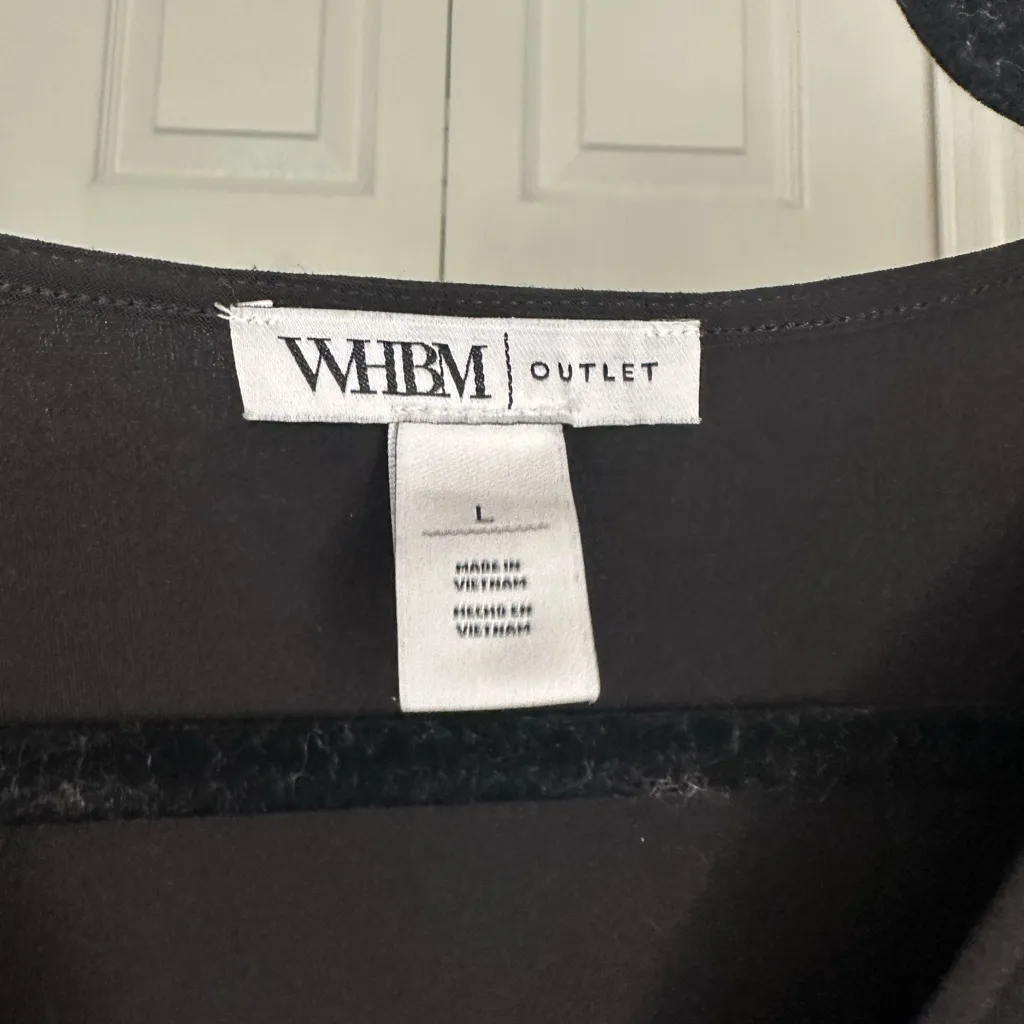 WHBM | OUTLET
L
MADE IN
VIETNAM
HECHO EN
VIETNAM